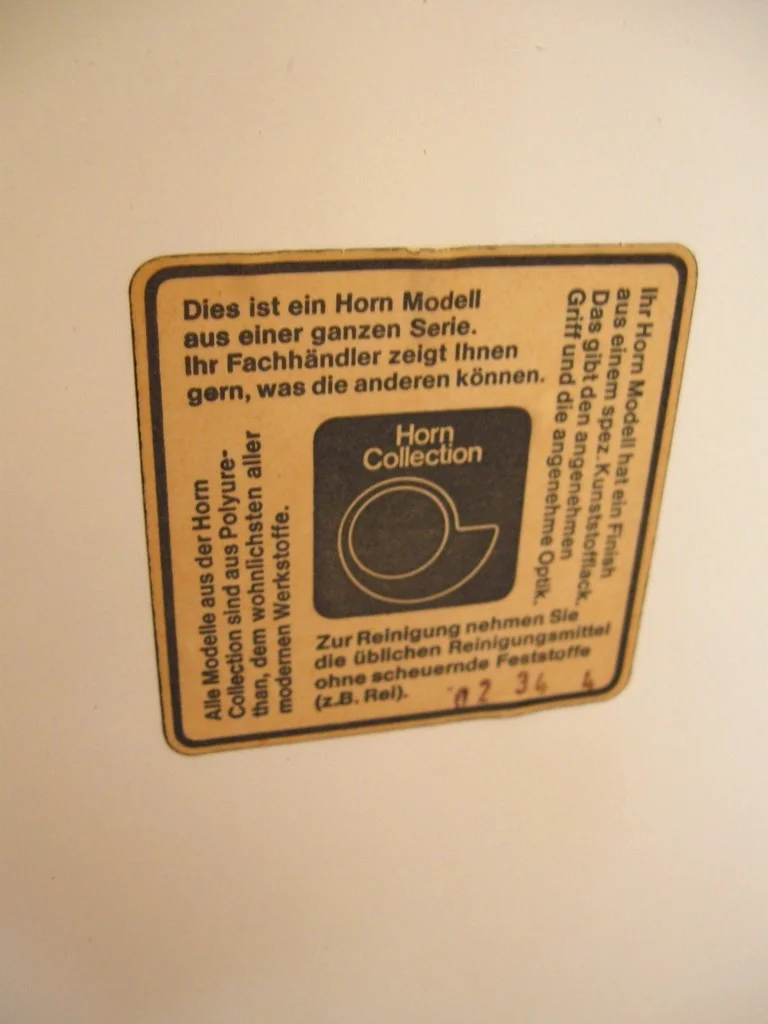 Dies ist ein Horn Modell
aus einer ganzen Serie.
Ihr Fachhändler zeigt Ihnen
gern, was die anderen können.
Ihr Horn Modell hat ein Finish
aus einem spez. Kunststofflack.
Das gibt den angenehmen
Griff und die angenehme Optik.
Horn
Collection
Alle Modelle aus der Horn
Collection sind aus Polyure-
than, dem wohnlichsten aller
modernen Werkstoffe.
Zur Reinigung nehmen Sie
die üblichen Reinigungsmittel
ohne scheuernde Feststoffe
(z.B. Rei).
02 34 4